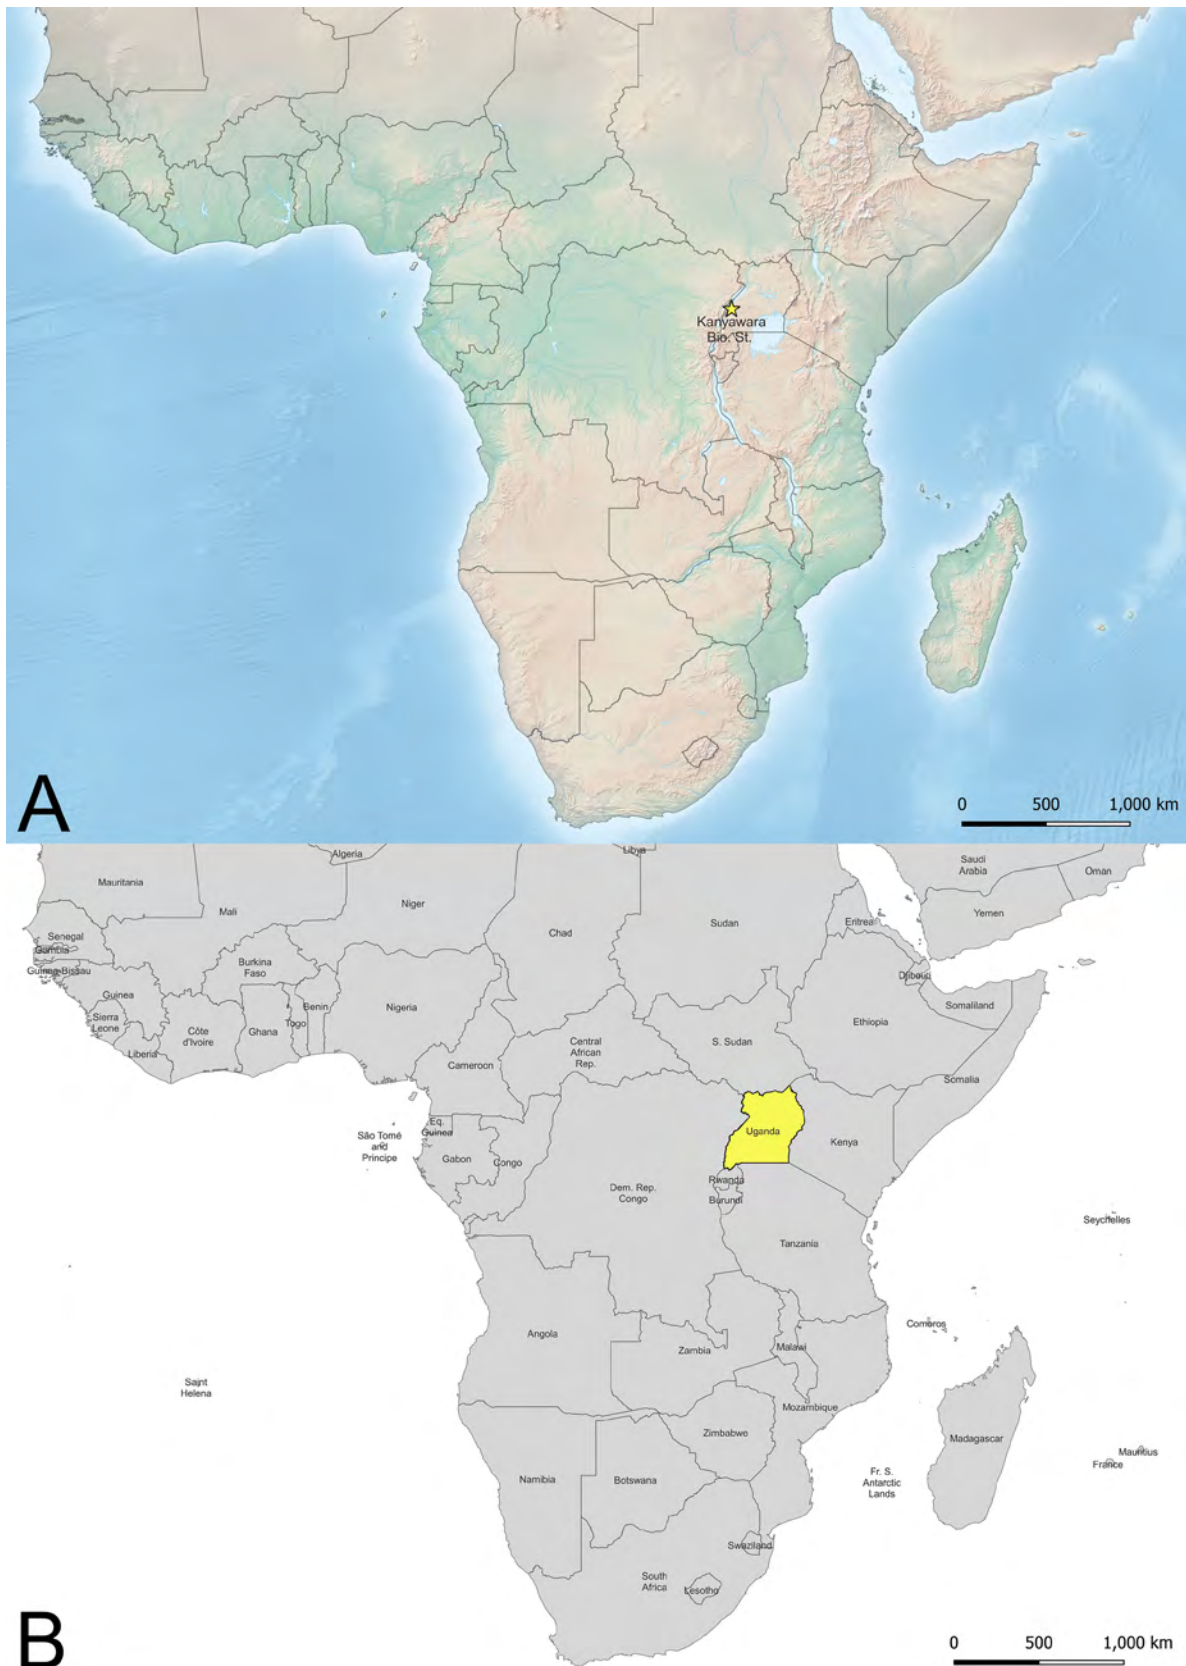 Kanyawara
Bio. St.
A
0 500 1,000 km
Algeria
Libya
Saudi
Arabia
Oman
Mauritania
Mali
Niger
Chad
Sudan
Eritrea
Yemen
Senegal
Gambia
Guinea-Bissau
Burkina
Faso
Djibouti
Guinea
Sierra
Leone
Liberia
Côte
d'Ivoire
Ghana
Togo
Benin
Nigeria
Somaliland
Ethiopia
Central
African
Rep.
S. Sudan
Cameroon
Somalia
São Tomé
and
Principe
Eq.
Guinea
Gabon
Congo
Uganda
Kenya
Dem. Rep.
Congo
Rwanda
Burundi
Seychelles
Tanzania
Angola
Zambia
Malawi
Comoros
Saint
Helena
Mozambique
Zimbabwe
Madagascar
Mauritius
France
Namibia
Botswana
Fr. S.
Antarctic
Lands
Swaziland
South
Africa
Lesotho
B
0 500 1,000 km